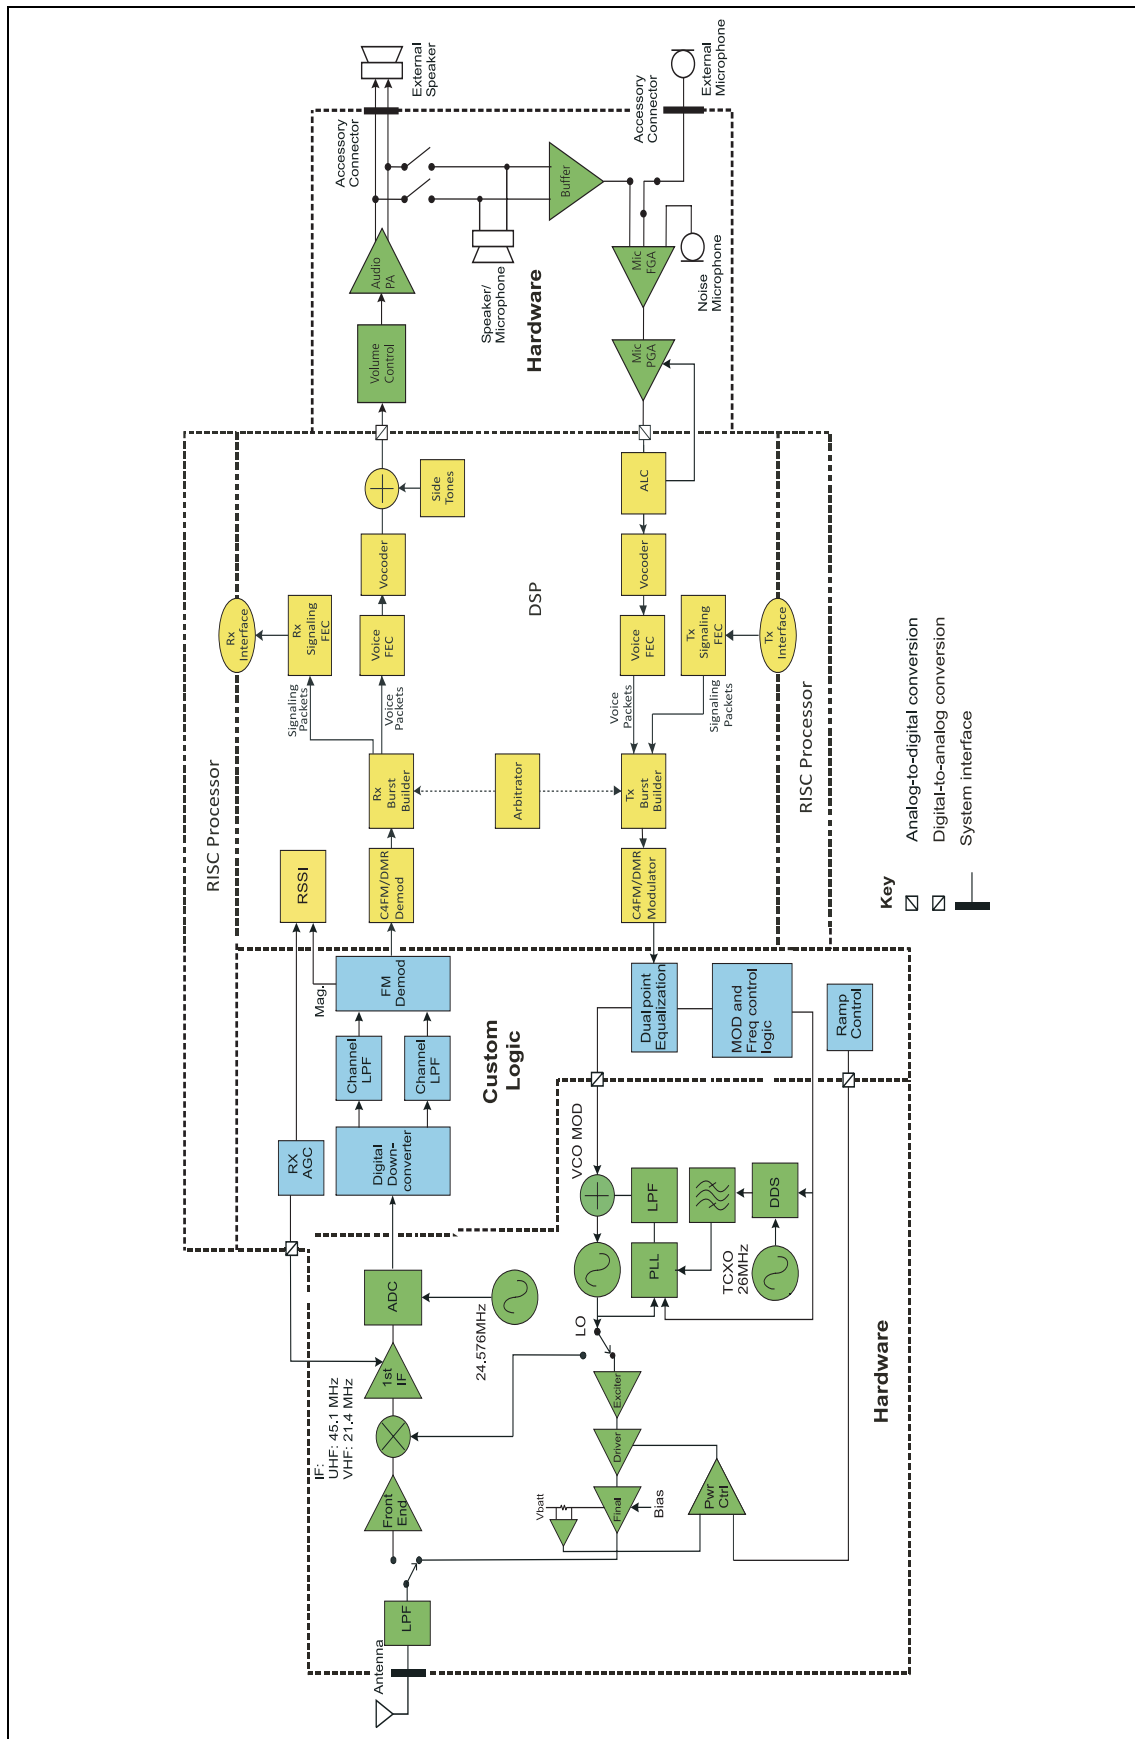 Antenna
LPF
Front
End
IF:
UHF: 45.1 MHz
VHF: 21.4 MHz
1st
IF
ADC
24.576MHz
RX
AGC
Digital
Down-
converter
Channel
LPF
Channel
LPF
Mag.
FM
Demod
Custom
Logic
RISC Processor
RSSI
C4FM/DMR
Demod
Rx
Burst
Builder
Signaling
Packets
Voice
Packets
Rx
Signaling
FEC
Rx
Interface
Voice
FEC
Vocoder
Side
Tones
Volume
Control
Audio
PA
Accessory
Connector
External
Speaker
Speaker/
Microphone
Hardware
Buffer
DSP
Arbitrator
Accessory
Connector
External
Microphone
Noise
Microphone
Mic
FGA
Mic
PGA
ALC
Vocoder
Voice
FEC
Tx
Signaling
FEC
Tx
Interface
Voice
Packets
Signaling
Packets
Tx
Burst
Builder
C4FM/DMR
Modulator
RISC Processor
Dual point
Equalization
MOD and
Freq control
logic
Ramp
Control
VCO MOD
LPF
PLL
DDS
TCXO
26MHz
LO
Exciter
Driver
Final
Vbatt
Bias
Pwr
Ctrl
Hardware
Key
Analog-to-digital conversion
Digital-to-analog conversion
System interface